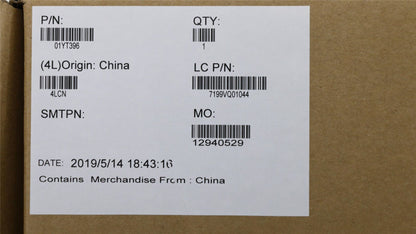 P/N: QTY:
01YT396 1
(4L)Origin: China LC P/N:
4LCN 7199VQ01044
SMTPN: MO:
12940529
DATE: 2019/5/14 18:43:16
Contains Merchandise From : China